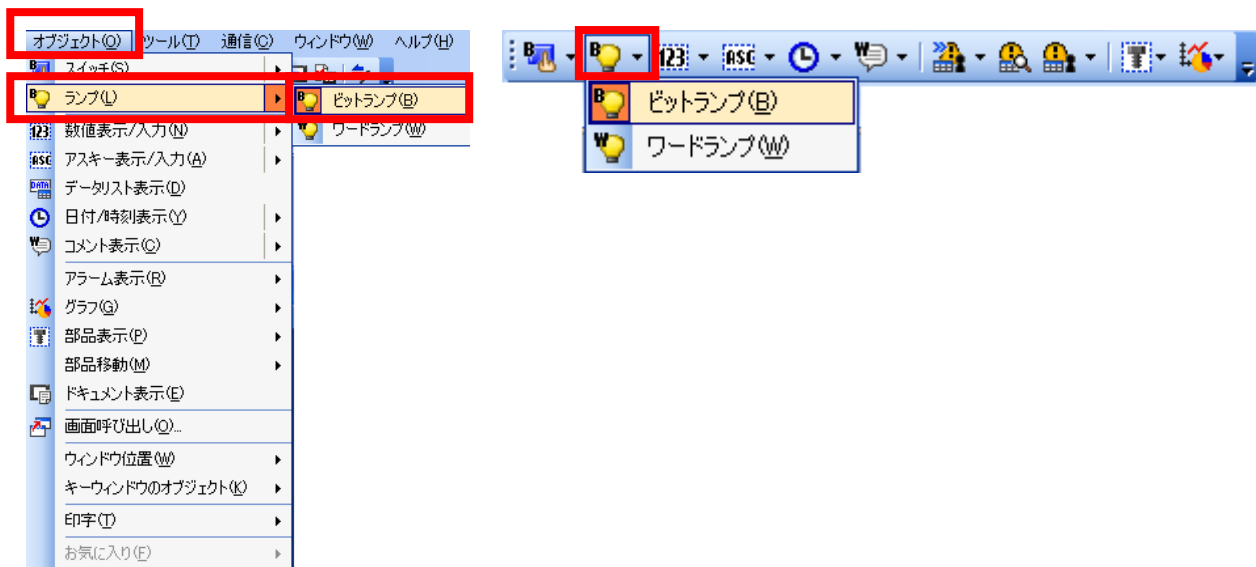 オブジェクト(O) ツール(T) 通信(C) ウィンドウ(W) ヘルプ(H)
スイッチ(S)
B ランプ(L)
B ビットランプ(B)
W ワードランプ(W)
123 数値表示/入力(N)
ASC アスキー表示/入力(A)
DATA データリスト表示(D)
日付/時刻表示(Y)
W コメント表示(C)
アラーム表示(R)
グラフ(G)
部品表示(P)
部品移動(M)
ドキュメント表示(E)
画面呼び出し(O)...
ウィンドウ位置(W)
キーウィンドウのオブジェクト(K)
印字(T)
お気に入り(F)
B B 123 ASC W
B ビットランプ(B)
W ワードランプ(W)